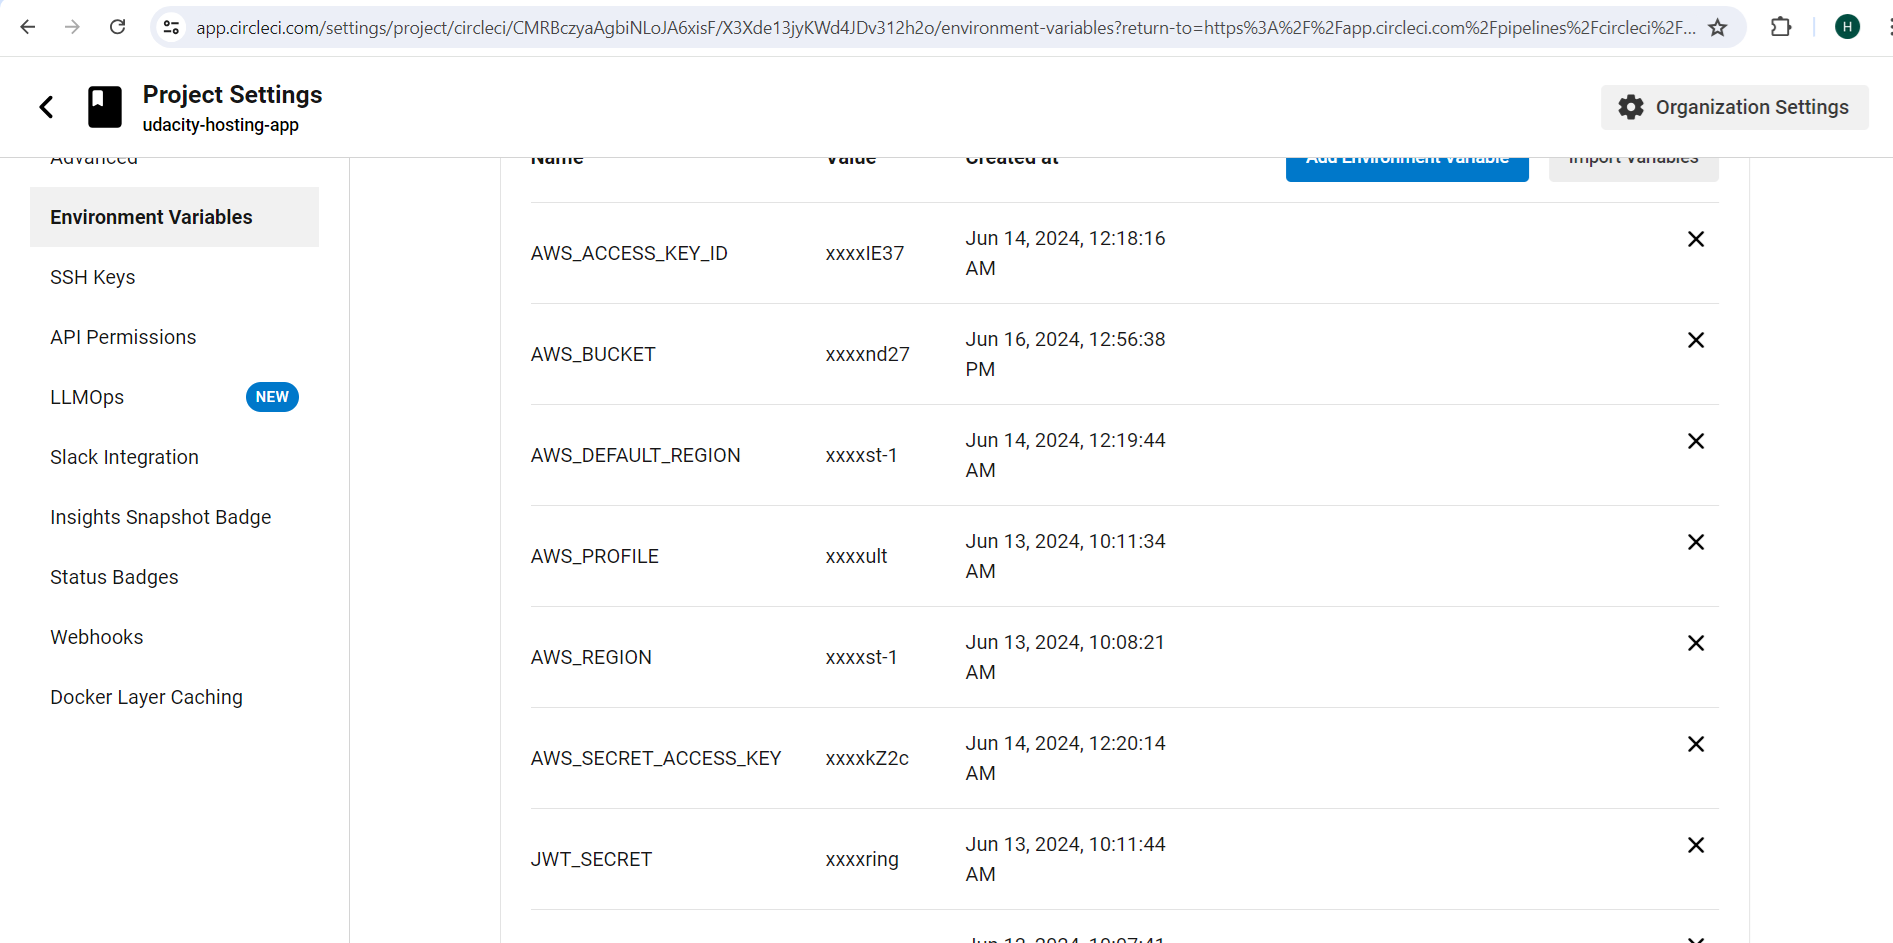 app.circleci.com/settings/project/circleci/CMRBczyaAgbiNLoJA6xisF/X3Xde13jyKWd4JDv312h2o/environment-variables?return-to=https%3A%2F%2Fapp.circleci.com%2Fpipelines%2Fcircleci%2F...
H
Project Settings
udacity-hosting-app
Organization Settings
Advanced
Environment Variables
SSH Keys
API Permissions
LLMOps NEW
Slack Integration
Insights Snapshot Badge
Status Badges
Webhooks
Docker Layer Caching
Name Value Created at Add Environment Variable Import Variables
AWS_ACCESS_KEY_ID xxxxIE37 Jun 14, 2024, 12:18:16
AM
AWS_BUCKET xxxxnd27 Jun 16, 2024, 12:56:38
PM
AWS_DEFAULT_REGION xxxxst-1 Jun 14, 2024, 12:19:44
AM
AWS_PROFILE xxxxult Jun 13, 2024, 10:11:34
AM
AWS_REGION xxxxst-1 Jun 13, 2024, 10:08:21
AM
AWS_SECRET_ACCESS_KEY xxxxkZ2c Jun 14, 2024, 12:20:14
AM
JWT_SECRET xxxxring Jun 13, 2024, 10:11:44
AM